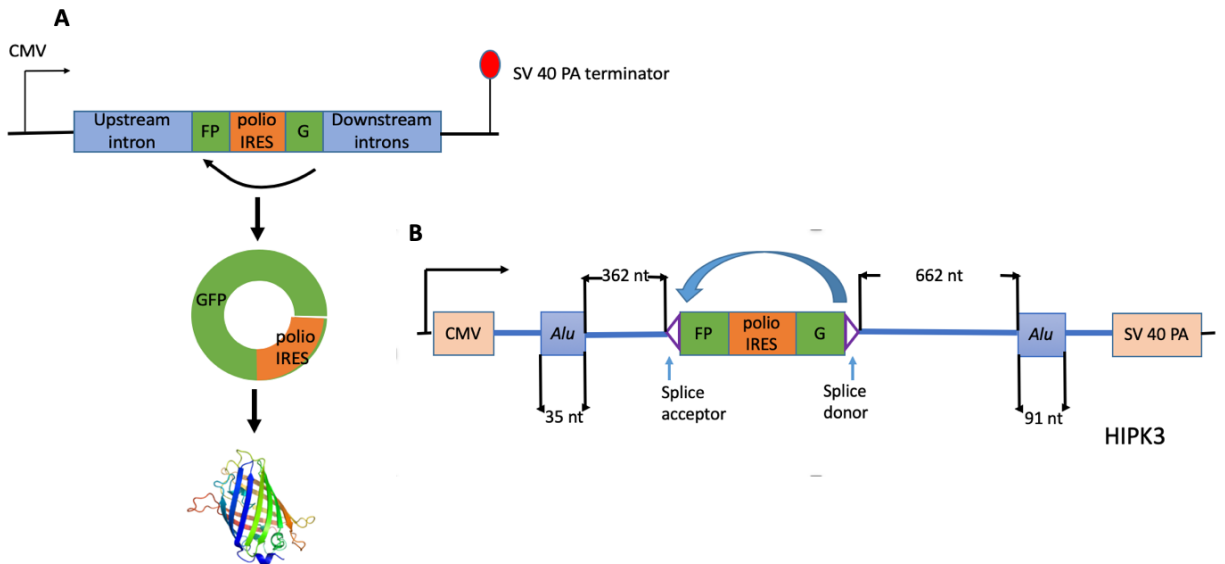 A
CMV
SV 40 PA terminator
Upstream
intron
FP
polio
IRES
G
Downstream
introns
GFP
polio
IRES
B
362 nt
662 nt
CMV
Alu
FP
polio
IRES
G
Alu
SV 40 PA
Splice
acceptor
Splice
donor
35 nt
91 nt
HIPK3